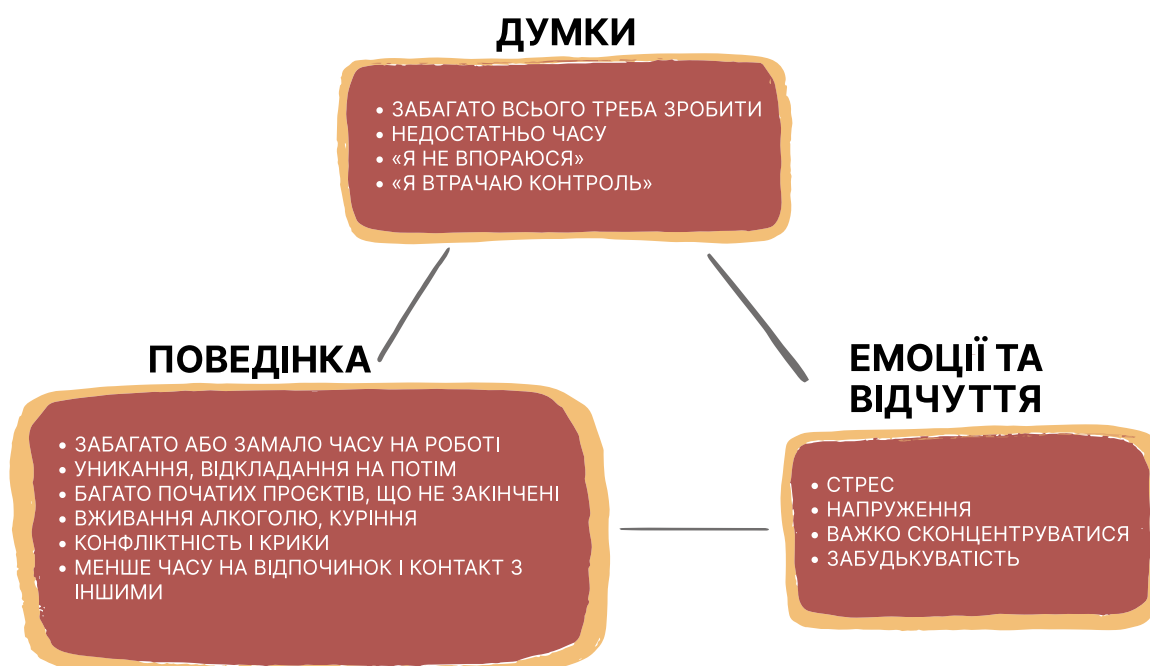 ДУМКИ
• ЗАБАГАТО ВСЬОГО ТРЕБА ЗРОБИТИ
• НЕДОСТАТНЬО ЧАСУ
• «Я НЕ ВПОРАЮСЯ»
• «Я ВТРАЧАЮ КОНТРОЛЬ»
ПОВЕДІНКА
• ЗАБАГАТО АБО ЗАМАЛО ЧАСУ НА РОБОТІ
• УНИКАННЯ, ВІДКЛАДАННЯ НА ПОТІМ
• БАГАТО ПОЧАТИХ ПРОЄКТІВ, ЩО НЕ ЗАКІНЧЕНІ
• ВЖИВАННЯ АЛКОГОЛЮ, КУРІННЯ
• КОНФЛІКТНІСТЬ І КРИКИ
• МЕНШЕ ЧАСУ НА ВІДПОЧИНОК І КОНТАКТ З
ІНШИМИ
ЕМОЦІЇ ТА
ВІДЧУТТЯ
• СТРЕС
• НАПРУЖЕННЯ
• ВАЖКО СКОНЦЕНТРУВАТИСЯ
• ЗАБУДЬКУВАТІСТЬ